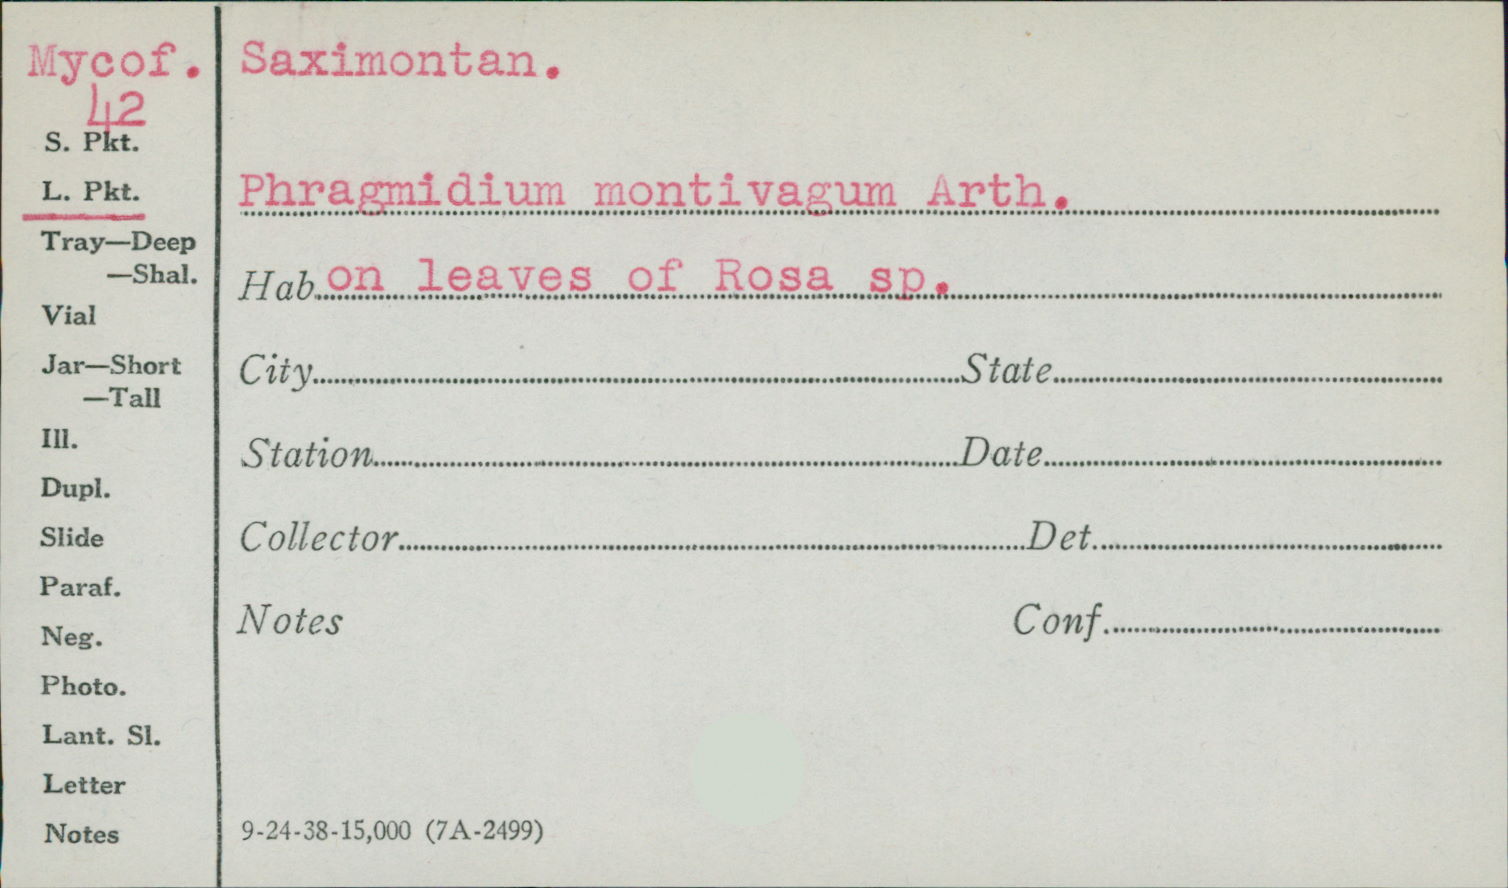 Mycof.
42
S. Pkt.
L. Pkt.
Tray—Deep
—Shal.
Vial
Jar—Short
—Tall
Ill.
Dupl.
Slide
Paraf.
Neg.
Photo.
Lant. Sl.
Letter
Notes
Saximontan.
Phragmidium montivagum Arth.
Hab. on leaves of Rosa sp.
City State
Station Date
Collector Det.
Notes Conf.
9-24-38-15,000 (7A-2499)